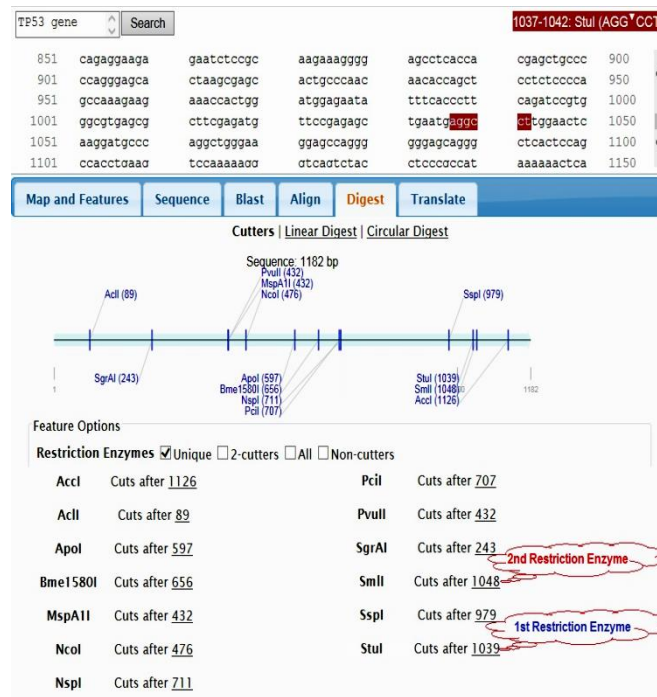 TP53 gene Search 1037-1042: StuI (AGG▼CCT
851 cagaggaaga gaatctccgc aagaaagggg agcctcacca cgagctgccc 900
901 ccagggagca ctaagcgagc actgcccaac aacaccagct cctctcccca 950
951 gccaaagaag aaaccactgg atggagaata tttcaccctt cagatccgtg 1000
1001 ggcgtgagcg cttcgagatg ttccgagagc tgaatgaggc cttggaactc 1050
1051 aaggatgccc aggctgggaa ggagccaggg gggagcaggg ctcactccag 1100
1101 ccacctgaag tccaaaaagg gtcagtctac ctcccgccat aaaaaactca 1150
Map and Features Sequence Blast Align Digest Translate
Cutters | Linear Digest | Circular Digest
Sequence: 1182 bp
PvuII (432)
MspA1I (432)
AclI (89) NcoI (476) SspI (979)
SgrAI (243) ApoI (597) StuI (1039)
Bme1580I (656) SmlI (1048)
NspI (711) AccI (1126)
PciI (707)
1 1182
Feature Options
Restriction Enzymes Unique 2-cutters All Non-cutters
AccI Cuts after 1126 PciI Cuts after 707
AclI Cuts after 89 PvuII Cuts after 432
ApoI Cuts after 597 SgrAI Cuts after 243
2nd Restriction Enzyme
Bme1580I Cuts after 656 SmlI Cuts after 1048
MspA1I Cuts after 432 SspI Cuts after 979
1st Restriction Enzyme
NcoI Cuts after 476 StuI Cuts after 1039
NspI Cuts after 711